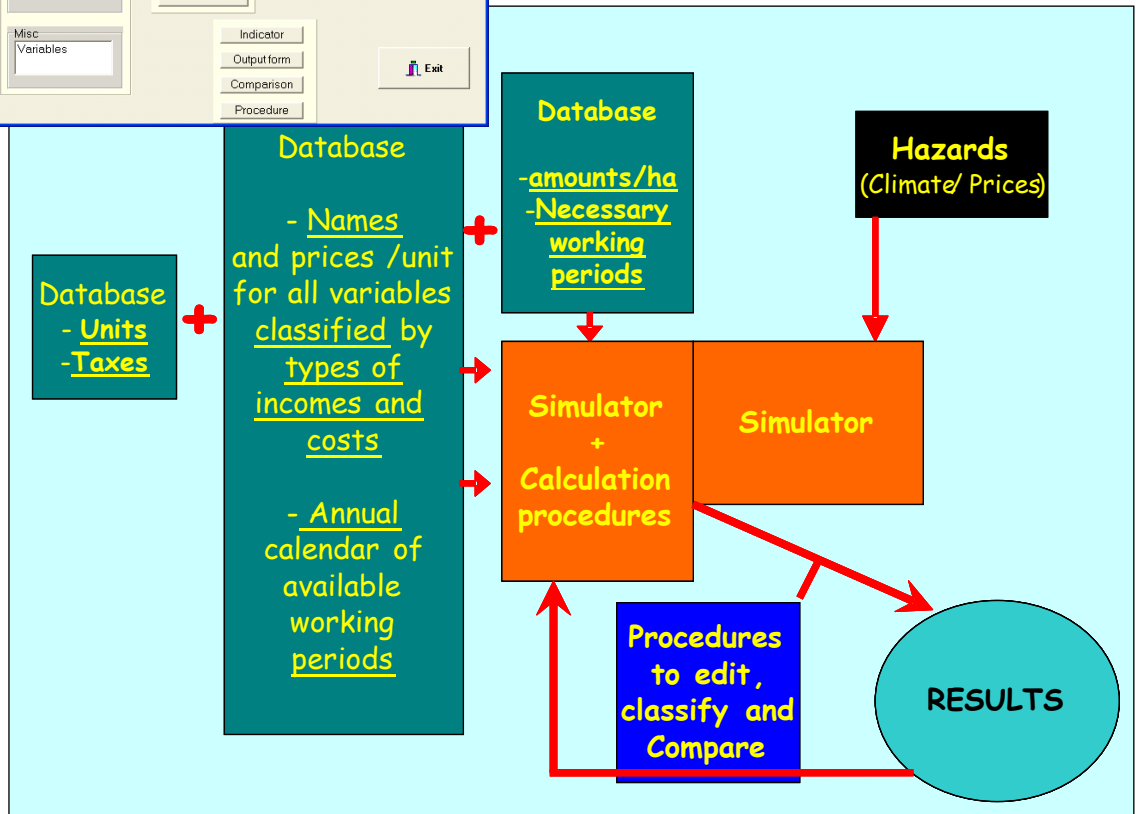 Misc
Variables
Indicator
Output form
Comparison
Procedure
Exit
Database
- Units
-Taxes
Database
- Names
and prices /unit
for all variables
classified by
types of
incomes and
costs
- Annual
calendar of
available
working
periods
Database
-amounts/ha
-Necessary
working
periods
Hazards
(Climate/ Prices)
Simulator
+
Calculation
procedures
Simulator
Procedures
to edit,
classify and
Compare
RESULTS